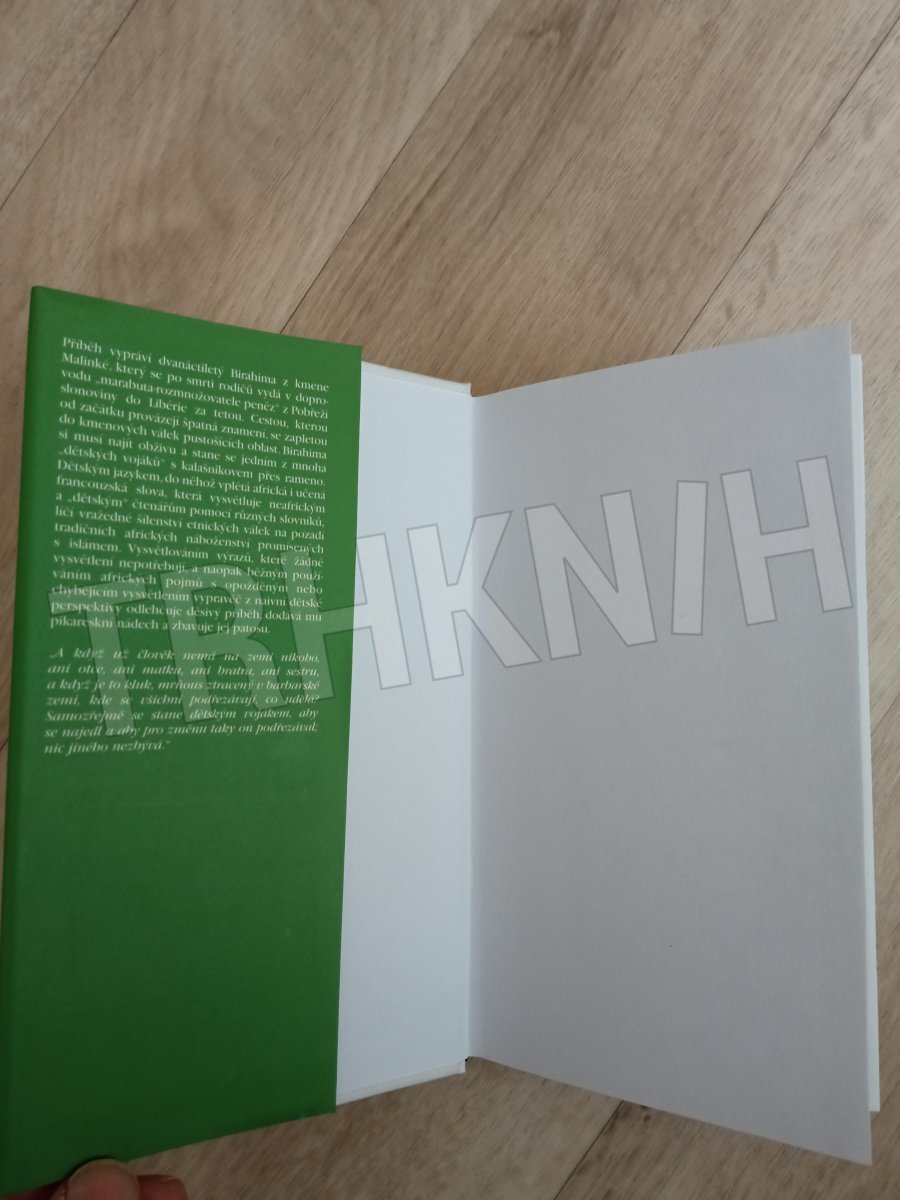 Příběh vypráví dvanáctiletý Birahima z kmene
Malinké, který se po smrti rodičů vydá v dopro-
vodu „marabuta-rozmnožovatele peněz“ z Pobřeží
slonoviny do Libérie za tetou. Cestou, kterou
od začátku provázejí špatná znamení, se zapletou
do kmenových válek pustošících oblast. Birahima
si musí najít obživu a stane se jedním z mnoha
„dětských vojáků“ s kalašnikovem přes rameno.
Dětským jazykem, do něhož vplétá africká i učená
francouzská slova, která vysvětluje neafrickým
a „dětským“ čtenářům pomocí různých slovníků,
líčí vražedné šílenství etnických válek na pozadí
tradičních afrických náboženství promísených
s islámem. Vysvětlováním výrazů, které žádné
vysvětlení nepotřebují, a naopak běžným použí-
váním afrických pojmů s opožděným nebo
chybějícím vysvětlením vypravěč z naivní dětské
perspektivy odlehčuje děsivý příběh, dodává mu
pikareskní nádech a zbavuje jej patosu.
„A když už člověk nemá na zemi nikoho,
ani otce, ani matku, ani bratra, ani sestru,
a když je to kluk, mrňous ztracený v barbarské
zemi, kde se všichni podřezávají, co udělá?
Samozřejmě se stane dětským vojákem, aby
se najedl a aby pro změnu taky on podřezával;
nic jiného nezbývá.“
TRHKNIH